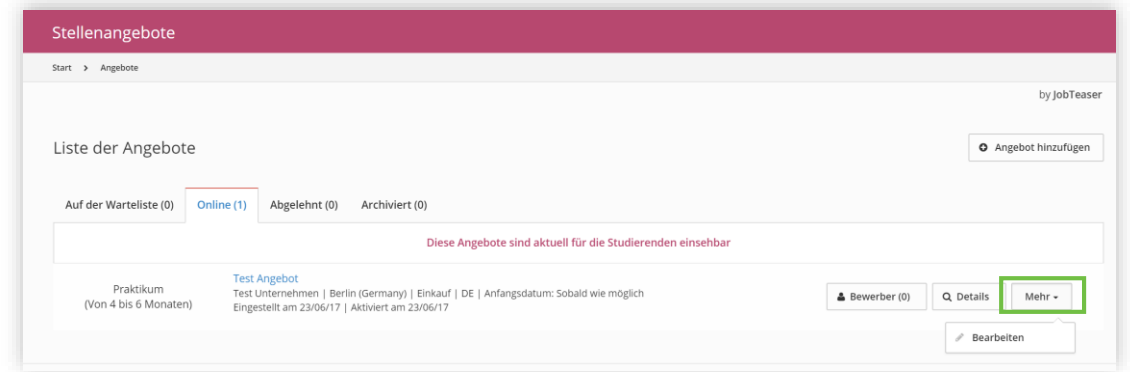 Stellenangebote
Start > Angebote
by JobTeaser
Liste der Angebote
Angebot hinzufügen
Auf der Warteliste (0) Online (1) Abgelehnt (0) Archiviert (0)
Diese Angebote sind aktuell für die Studierenden einsehbar
Praktikum
(Von 4 bis 6 Monaten)
Test Angebot
Test Unternehmen | Berlin (Germany) | Einkauf | DE | Anfangsdatum: Sobald wie möglich
Eingestellt am 23/06/17 | Aktiviert am 23/06/17
Bewerber (0) Details Mehr
Bearbeiten